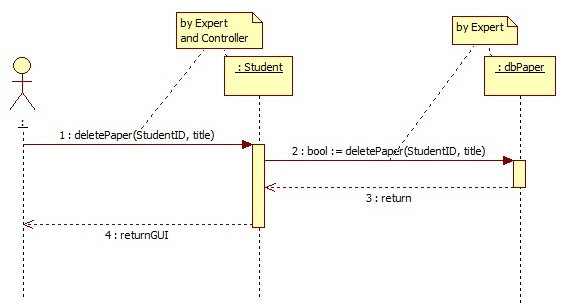 by Expert
and Controller
by Expert
: Student
: dbPaper
:
1 : deletePaper(StudentID, title)
2 : bool := deletePaper(StudentID, title)
3 : return
4 : returnGUI